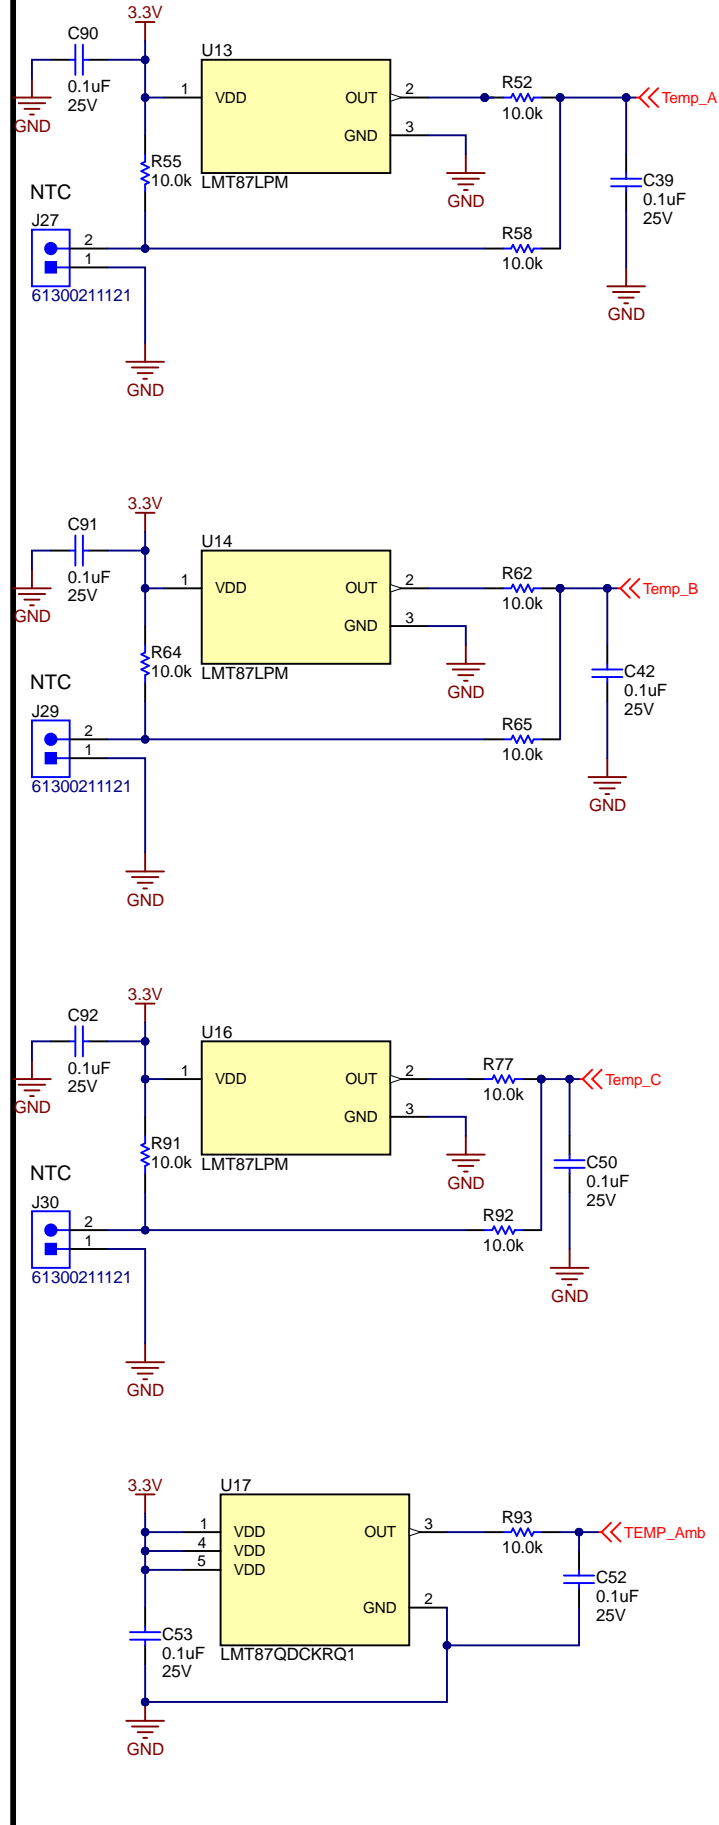 3.3V
C90
0.1uF
25V
GND
U13
1
VDD
OUT
2
GND
3
LMT87LPM
GND
R52
10.0k
Temp_A
R55
10.0k
C39
0.1uF
25V
GND
NTC
J27
2
1
61300211121
R58
10.0k
GND
3.3V
C91
0.1uF
25V
GND
U14
1
VDD
OUT
2
GND
3
LMT87LPM
GND
R62
10.0k
Temp_B
R64
10.0k
C42
0.1uF
25V
GND
NTC
J29
2
1
61300211121
R65
10.0k
GND
3.3V
C92
0.1uF
25V
GND
U16
1
VDD
OUT
2
GND
3
LMT87LPM
GND
R77
10.0k
Temp_C
R91
10.0k
C50
0.1uF
25V
GND
NTC
J30
2
1
61300211121
R92
10.0k
GND
3.3V
U17
1
VDD
4
VDD
5
VDD
OUT
3
GND
2
LMT87QDCKRQ1
R93
10.0k
TEMP_Amb
C52
0.1uF
25V
C53
0.1uF
25V
GND